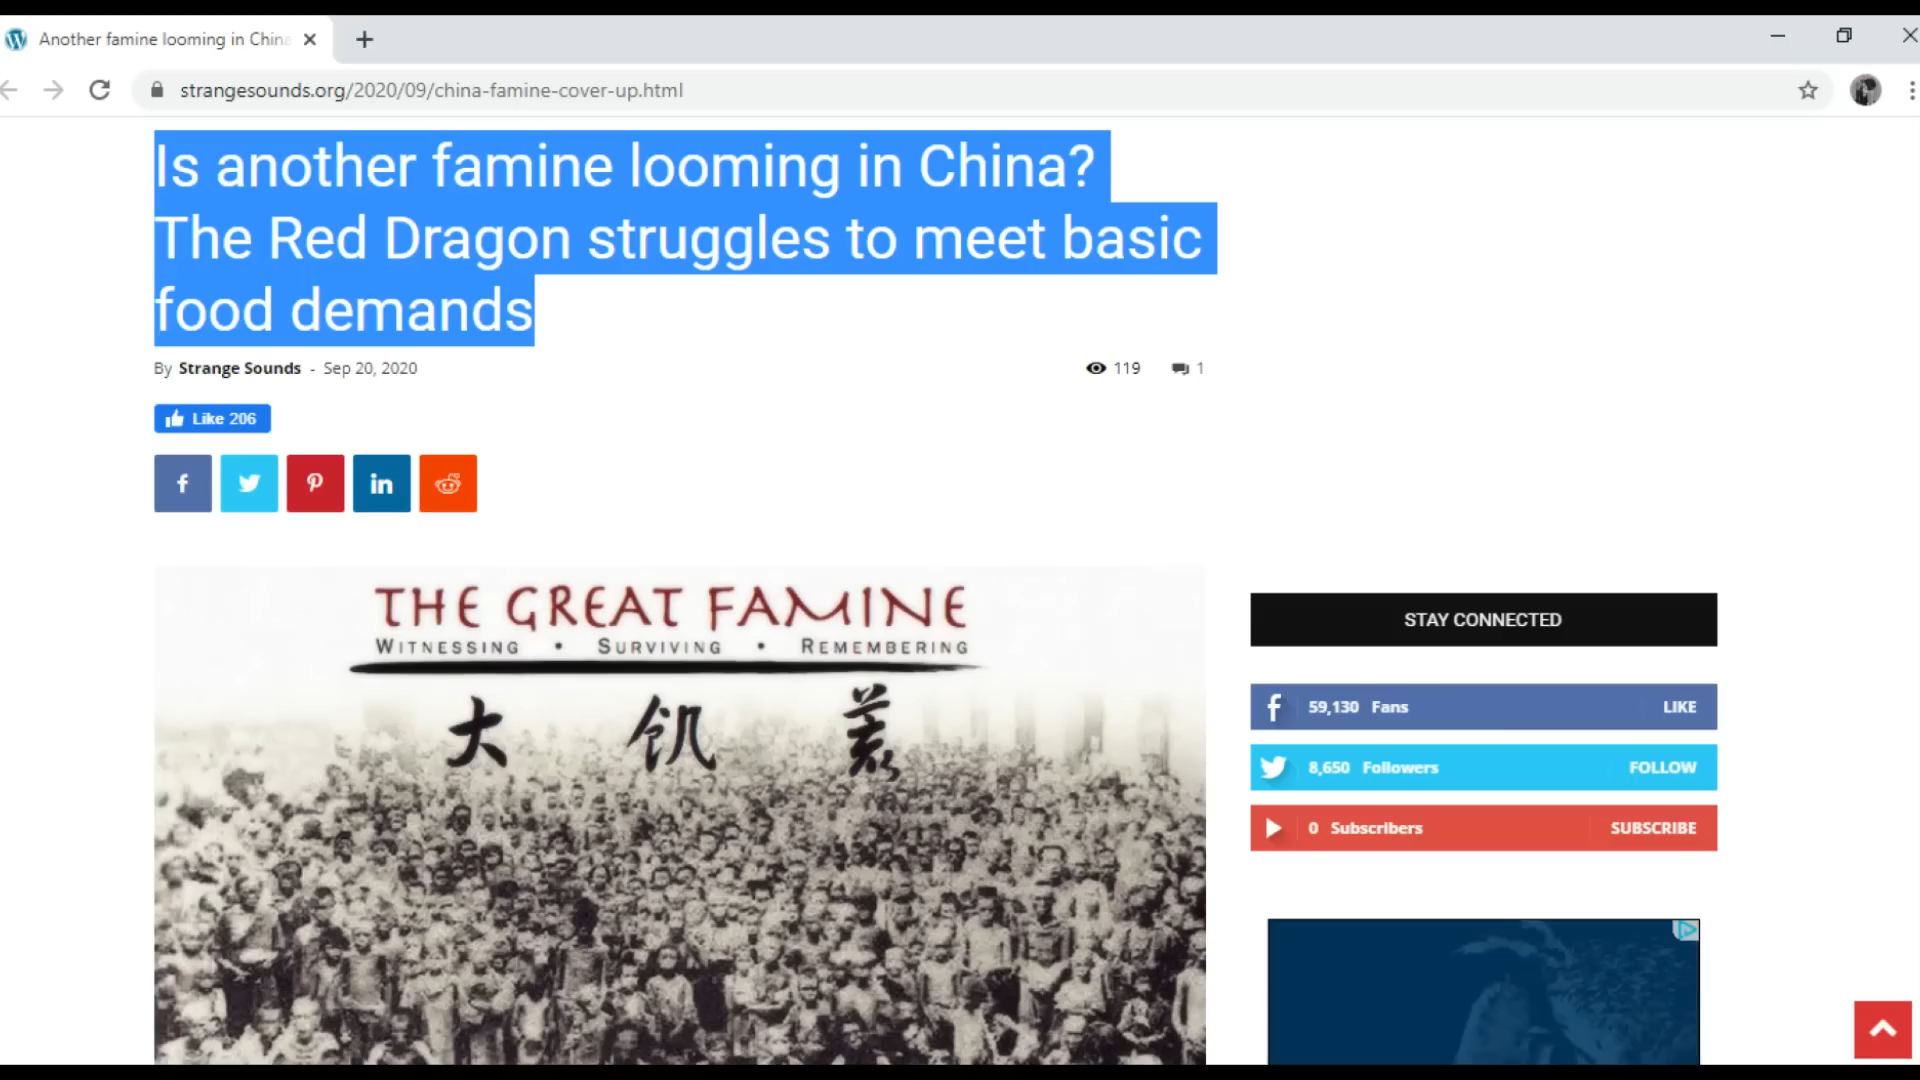 Another famine looming in China
strangesounds.org/2020/09/china-famine-cover-up.html
Is another famine looming in China?
The Red Dragon struggles to meet basic
food demands
By Strange Sounds - Sep 20, 2020
119
1
Like 206
THE GREAT FAMINE
WITNESSING • SURVIVING • REMEMBERING
大饥荒
STAY CONNECTED
59,130 Fans LIKE
8,650 Followers FOLLOW
0 Subscribers SUBSCRIBE